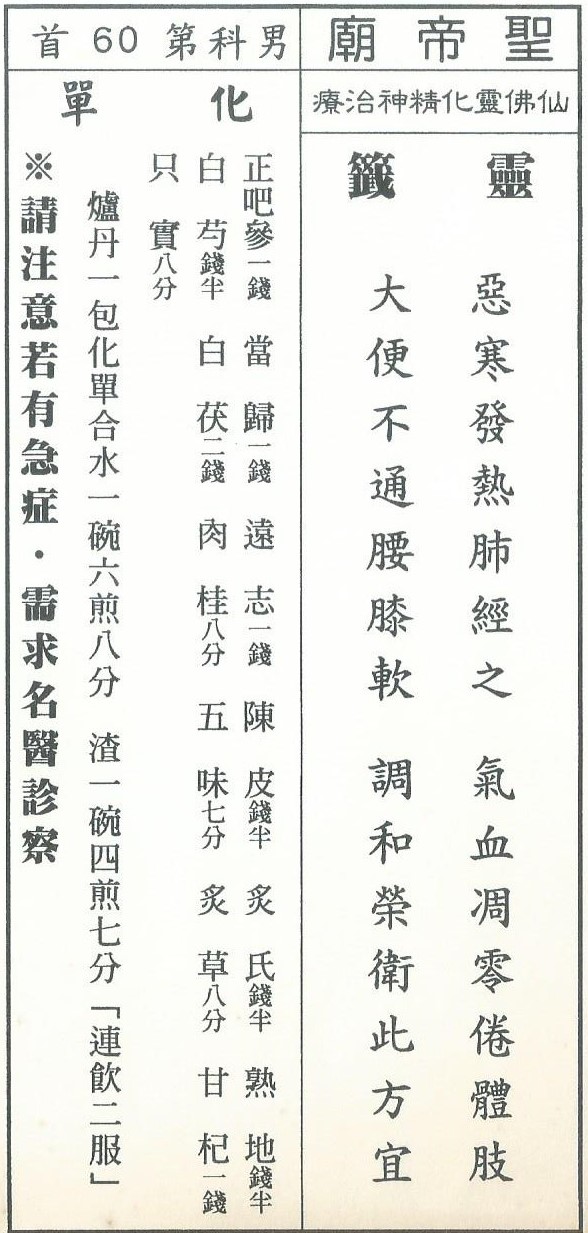 聖帝廟
仙佛靈化精神治療
靈籤
惡寒發熱肺經之　氣血凋零倦體肢
大便不通腰膝軟　調和榮衛此方宜
男科第60首
化單
正吧參一錢　當歸一錢　遠志一錢　陳皮錢半　炙氏錢半　熟地錢半
白芍錢半　白茯二錢　肉桂八分　五味七分　炙草八分　甘杞一錢
只實八分
爐丹一包化單合水一碗六煎八分　渣一碗四煎七分「連飲二服」
※請注意若有急症・需求名醫診察